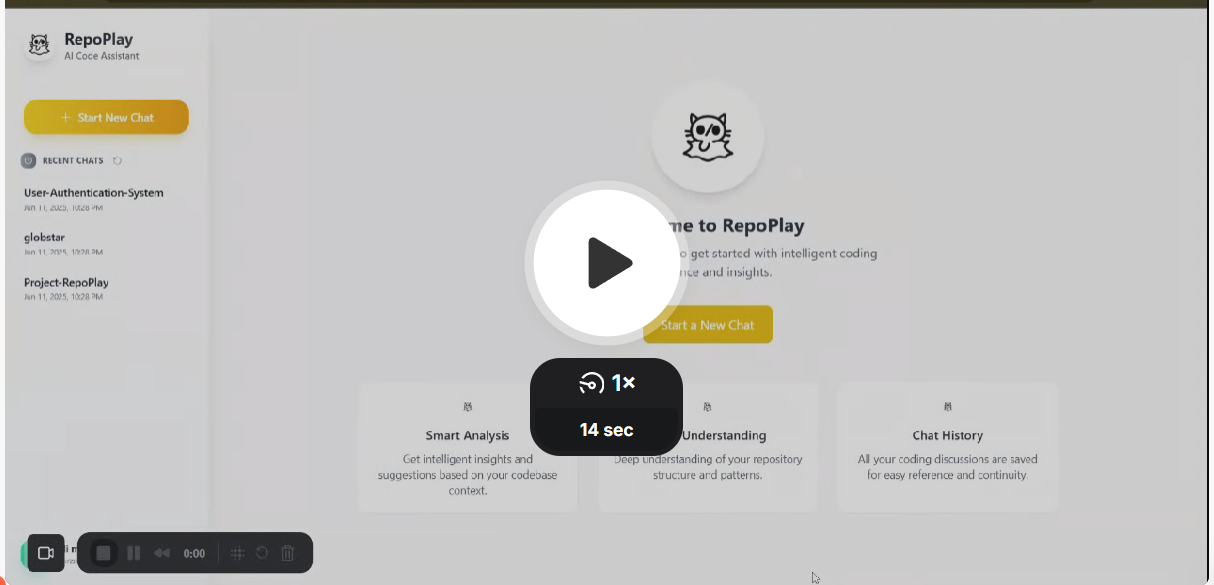 RepoPlay
AI Coce Assistant
+ Start New Chat
RECENT CHATS
User-Authentication-System
Jun 11, 2025, 10:28 PM
globstar
Jun 11, 2025, 10:28 PM
Project-RepoPlay
Jun 11, 2025, 10:28 PM
me to RepoPlay
o get started with intelligent coding
nce and insights.
Start a New Chat
1×
14 sec
Smart Analysis
Get intelligent insights and
suggestions based on your codebase
context.
Understanding
Deep understanding of your repository
structure and patterns.
Chat History
All your coding discussions are saved
for easy reference and continuity.
0:00